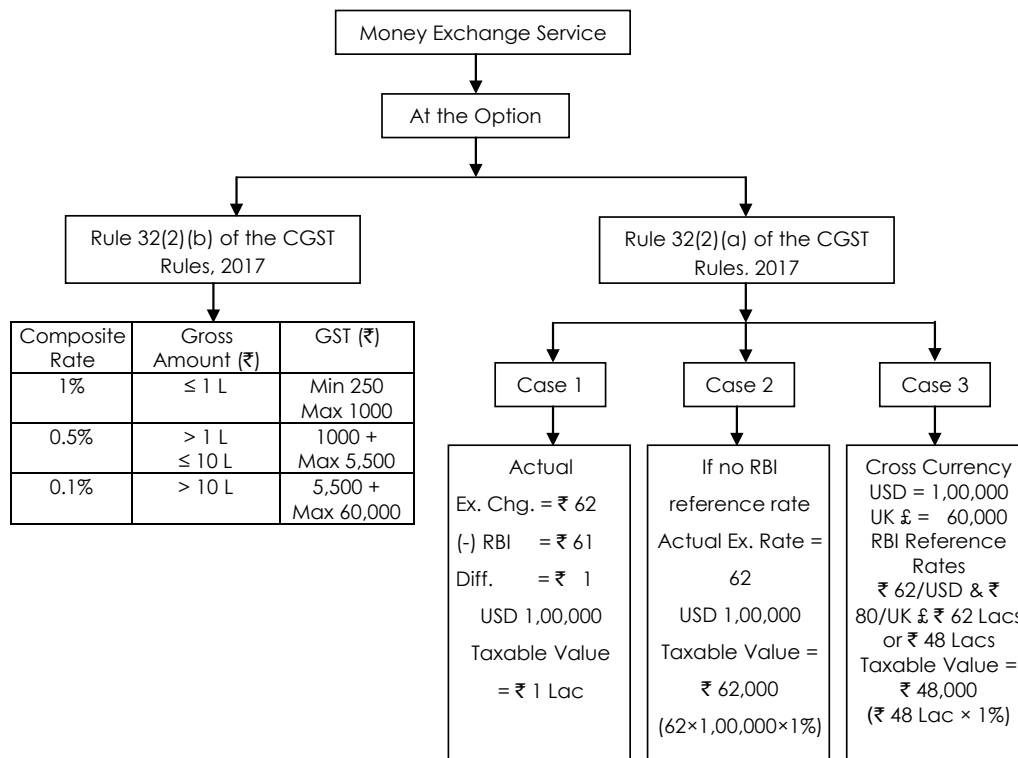 Money Exchange Service
At the Option
Rule 32(2)(b) of the CGST
Rules, 2017
Rule 32(2)(a) of the CGST
Rules. 2017
Composite Rate | Gross Amount (₹) | GST (₹)
1% | ≤ 1 L | Min 250 Max 1000
0.5% | > 1 L ≤ 10 L | 1000 + Max 5,500
0.1% | > 10 L | 5,500 + Max 60,000
Case 1
Case 2
Case 3
Actual
Ex. Chg. = ₹ 62
(-) RBI = ₹ 61
Diff. = ₹ 1
USD 1,00,000
Taxable Value
= ₹ 1 Lac
If no RBI
reference rate
Actual Ex. Rate =
62
USD 1,00,000
Taxable Value =
₹ 62,000
(62×1,00,000×1%)
Cross Currency
USD = 1,00,000
UK £ = 60,000
RBI Reference
Rates
₹ 62/USD & ₹
80/UK £ ₹ 62 Lacs
or ₹ 48 Lacs
Taxable Value =
₹ 48,000
(₹ 48 Lac × 1%)